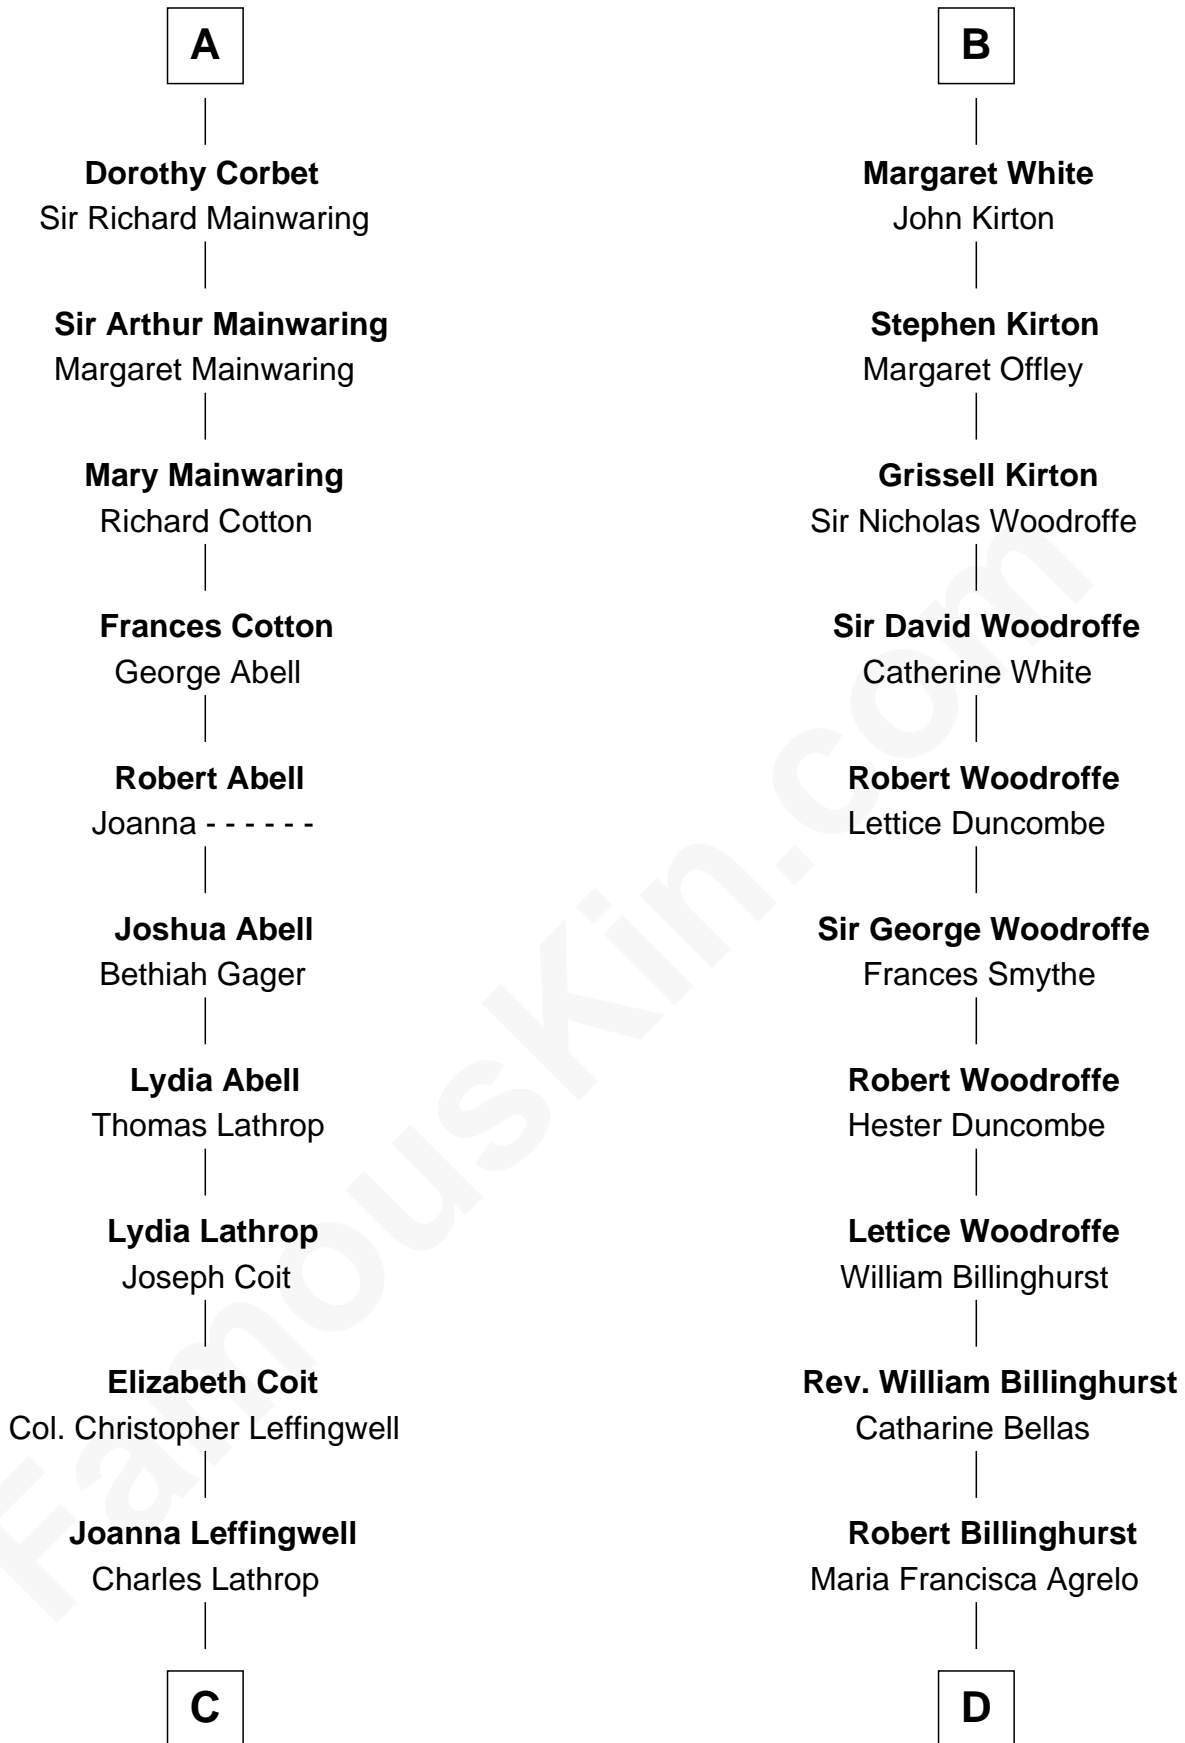 A
Dorothy Corbet
Sir Richard Mainwaring
Sir Arthur Mainwaring
Margaret Mainwaring
Mary Mainwaring
Richard Cotton
Frances Cotton
George Abell
Robert Abell
Joanna - - - - - -
Joshua Abell
Bethiah Gager
Lydia Abell
Thomas Lathrop
Lydia Lathrop
Joseph Coit
Elizabeth Coit
Col. Christopher Leffingwell
Joanna Leffingwell
Charles Lathrop
C
B
Margaret White
John Kirton
Stephen Kirton
Margaret Offley
Grissell Kirton
Sir Nicholas Woodroffe
Sir David Woodroffe
Catherine White
Robert Woodroffe
Lettice Duncombe
Sir George Woodroffe
Frances Smythe
Robert Woodroffe
Hester Duncombe
Lettice Woodroffe
William Billinghurst
Rev. William Billinghurst
Catharine Bellas
Robert Billinghurst
Maria Francisca Agrelo
D
FamousKin.com